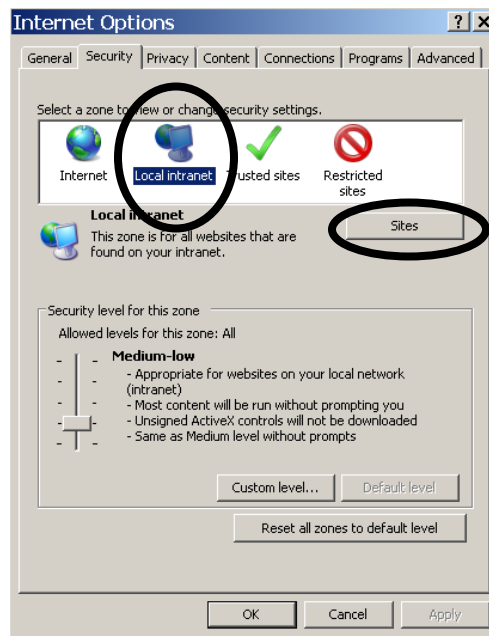 Internet Options ? X
General Security Privacy Content Connections Programs Advanced
Select a zone to view or change security settings.
Internet Local intranet Trusted sites Restricted sites
Local intranet
This zone is for all websites that are
found on your intranet.
Sites
Security level for this zone
Allowed levels for this zone: All
Medium-low
- Appropriate for websites on your local network
(intranet)
- Most content will be run without prompting you
- Unsigned ActiveX controls will not be downloaded
- Same as Medium level without prompts
Custom level... Default level
Reset all zones to default level
OK Cancel Apply